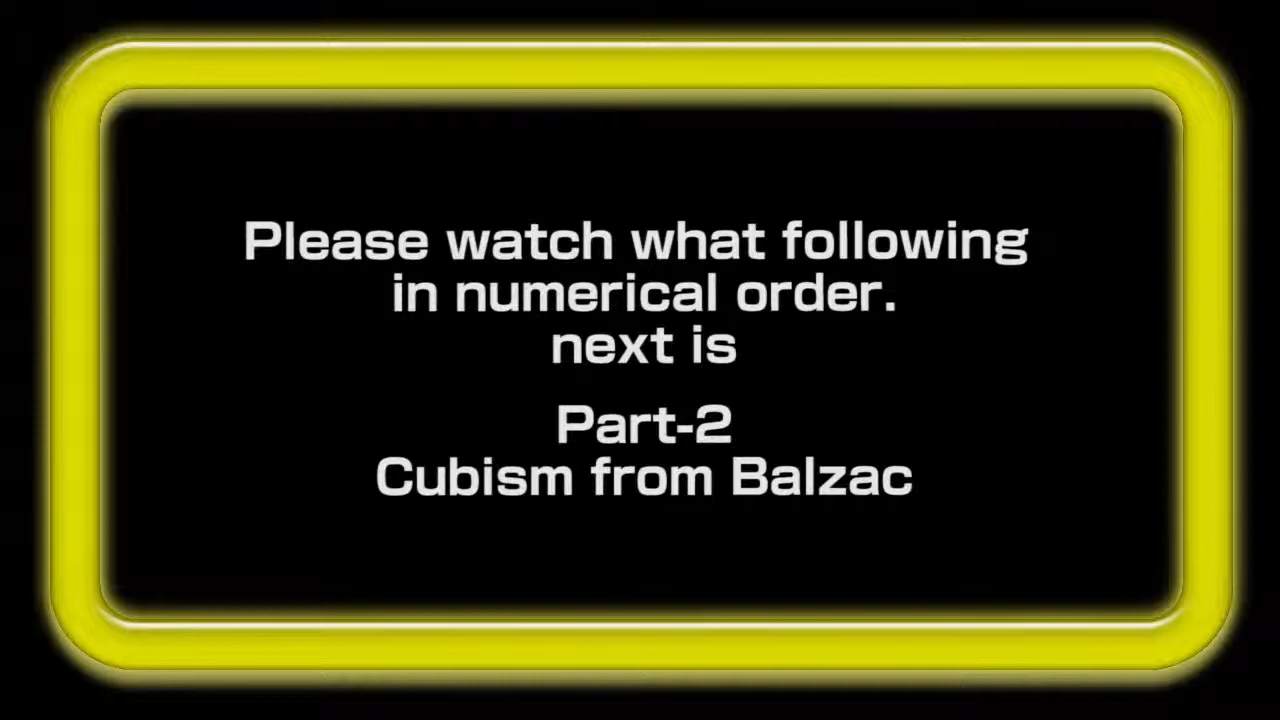 Please watch what following
in numerical order.
next is
Part-2
Cubism from Balzac